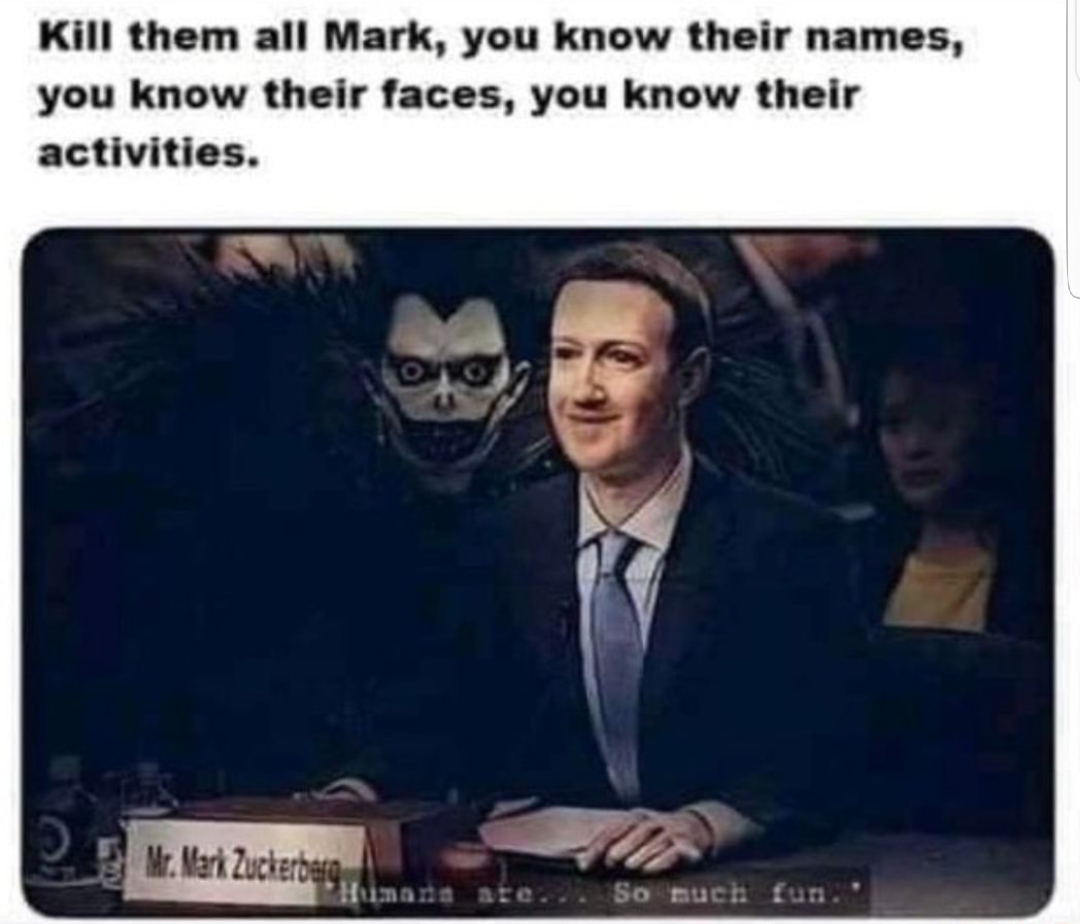 Kill them all Mark, you know their names,
you know their faces, you know their
activities.
Mr. Mark Zuckerberg
"Humans are... So much fun."